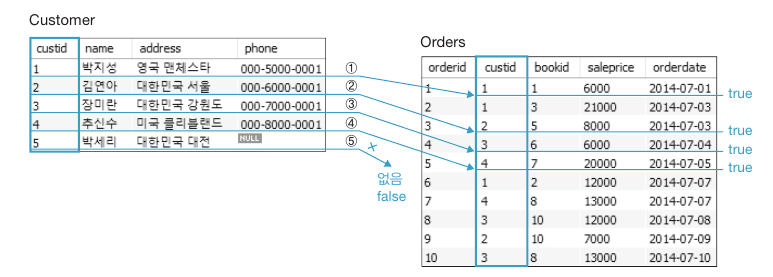 Customer
custid name address phone
1 박지성 영국 맨체스타 000-5000-0001 ①
2 김연아 대한민국 서울 000-6000-0001 ②
3 장미란 대한민국 강원도 000-7000-0001 ③
4 추신수 미국 클리블랜드 000-8000-0001 ④
5 박세리 대한민국 대전 NULL ⑤ ×
없음
false
Orders
orderid custid bookid saleprice orderdate
1 1 1 6000 2014-07-01 true
2 1 3 21000 2014-07-03
3 2 5 8000 2014-07-03 true
4 3 6 6000 2014-07-04 true
5 4 7 20000 2014-07-05 true
6 1 2 12000 2014-07-07
7 4 8 13000 2014-07-07
8 3 10 12000 2014-07-08
9 2 10 7000 2014-07-09
10 3 8 13000 2014-07-10